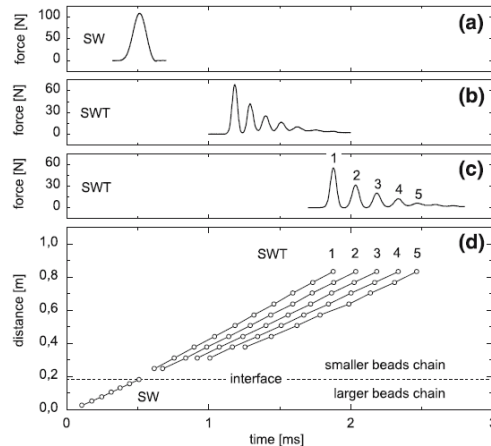 force [N]
100
50
0
SW
(a)
force [N]
60
30
0
SWT
(b)
force [N]
60
30
0
SWT
1
2
3
4
5
(c)
distance [m]
1,0
0,8
0,6
0,4
0,2
0,0
SWT 1 2 3 4 5
(d)
smaller beads chain
interface
larger beads chain
SW
0 1 2 3
time [ms]